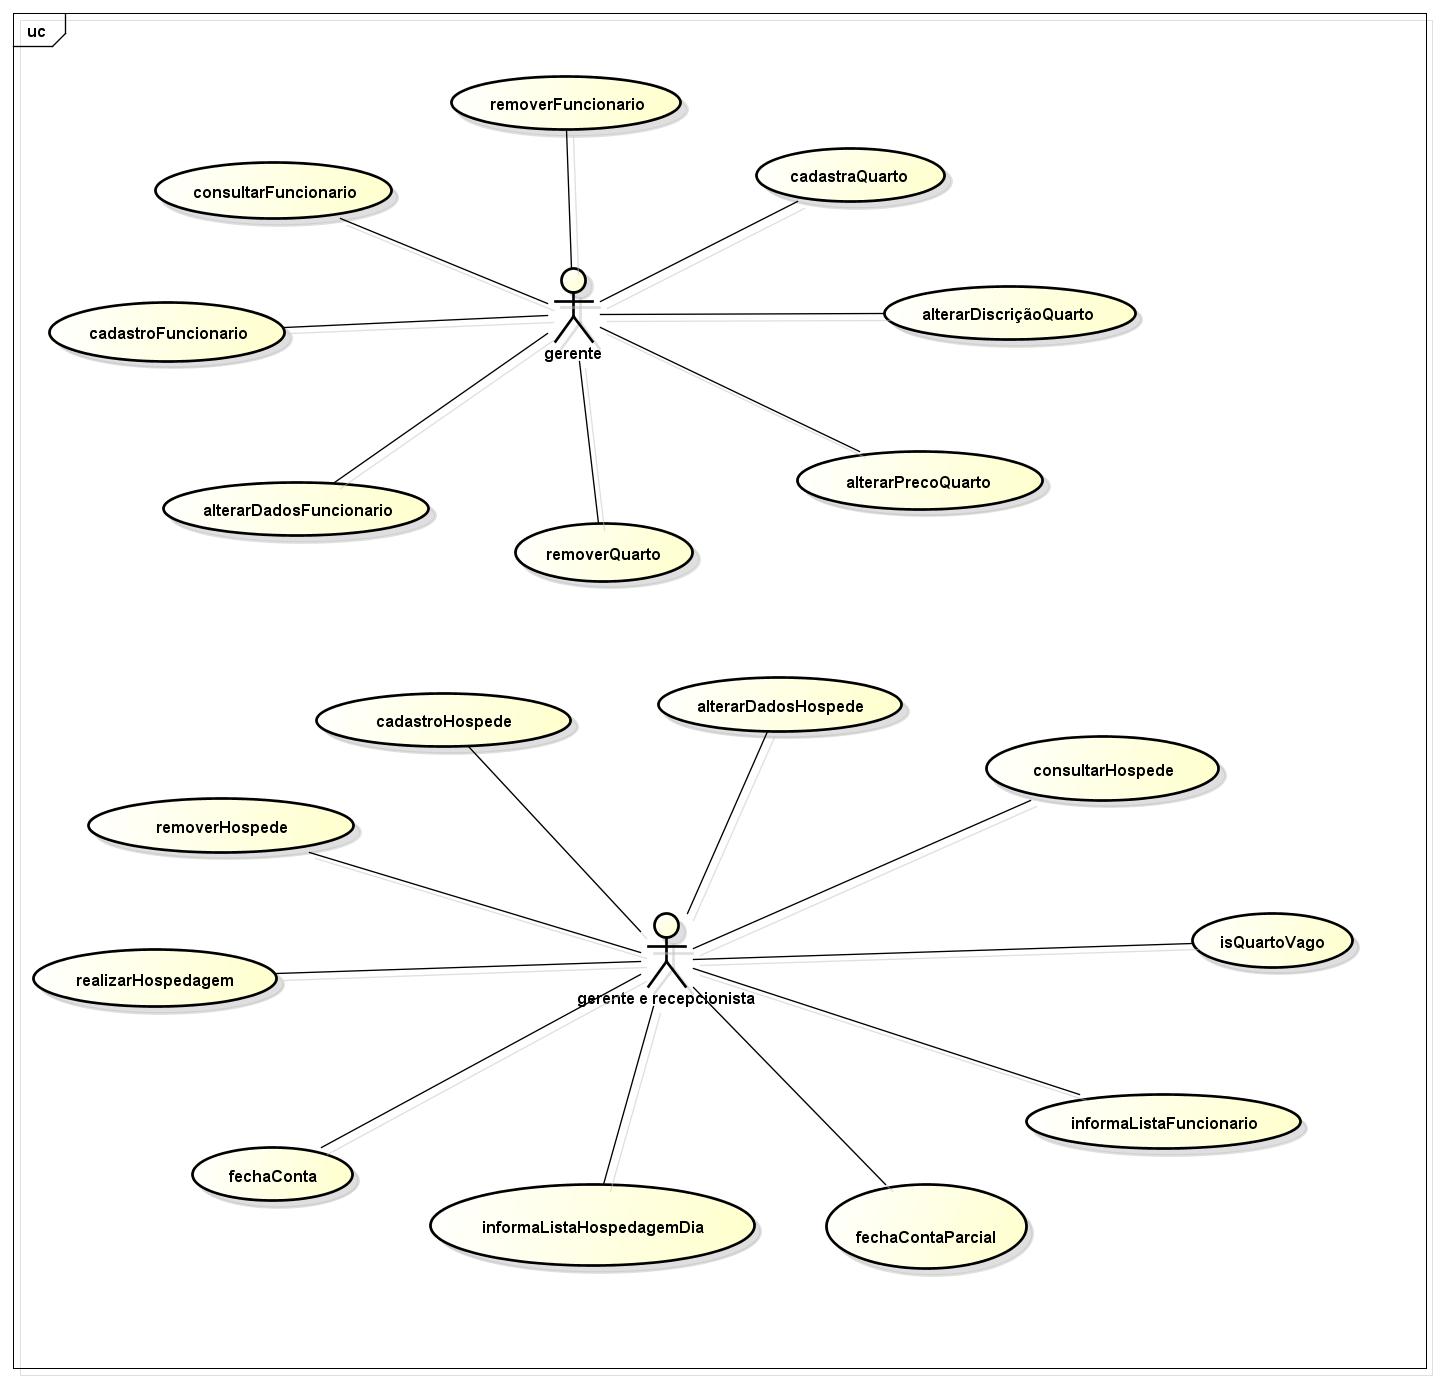 uc
removerFuncionario
cadastraQuarto
consultarFuncionario
alterarDiscriçãoQuarto
cadastroFuncionario
gerente
alterarPrecoQuarto
alterarDadosFuncionario
removerQuarto
alterarDadosHospede
cadastroHospede
consultarHospede
removerHospede
isQuartoVago
realizarHospedagem
gerente e recepcionista
informaListaFuncionario
fechaConta
informaListaHospedagemDia
fechaContaParcial